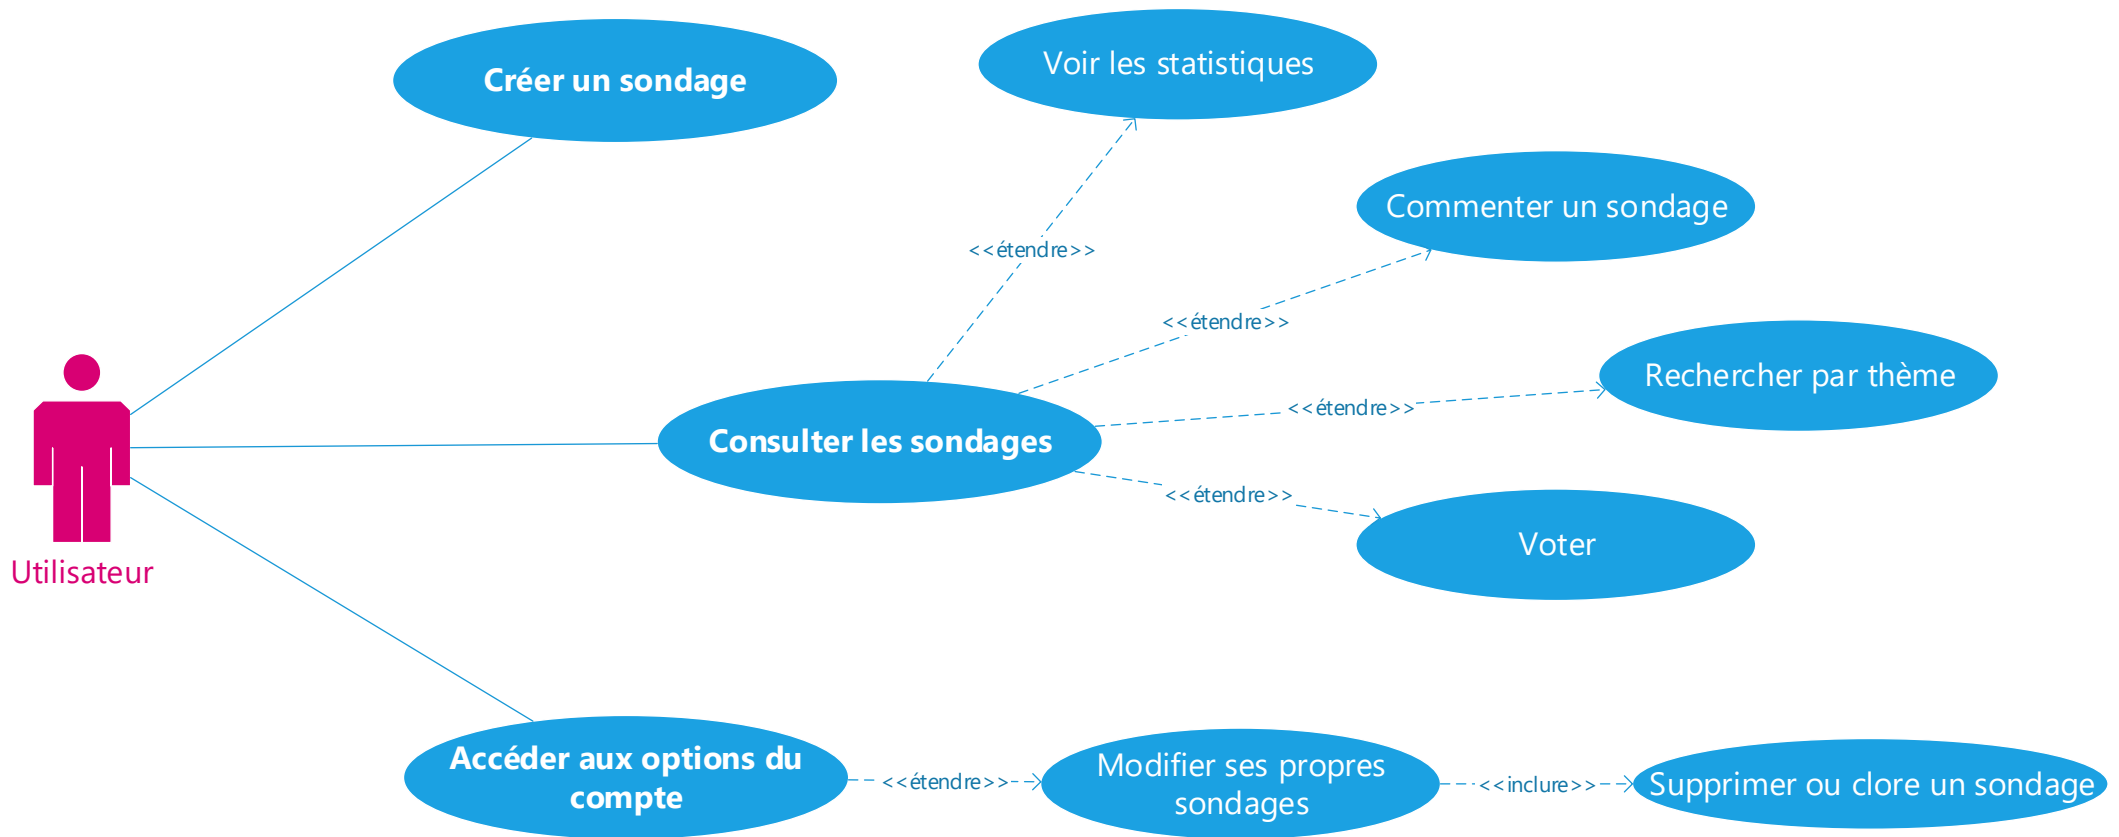 Créer un sondage
Voir les statistiques
Commenter un sondage
<<étendre>>
<<étendre>>
Rechercher par thème
<<étendre>>
Consulter les sondages
<<étendre>>
Voter
Utilisateur
Accéder aux options du
compte
<<étendre>>
Modifier ses propres
sondages
<<inclure>>
Supprimer ou clore un sondage